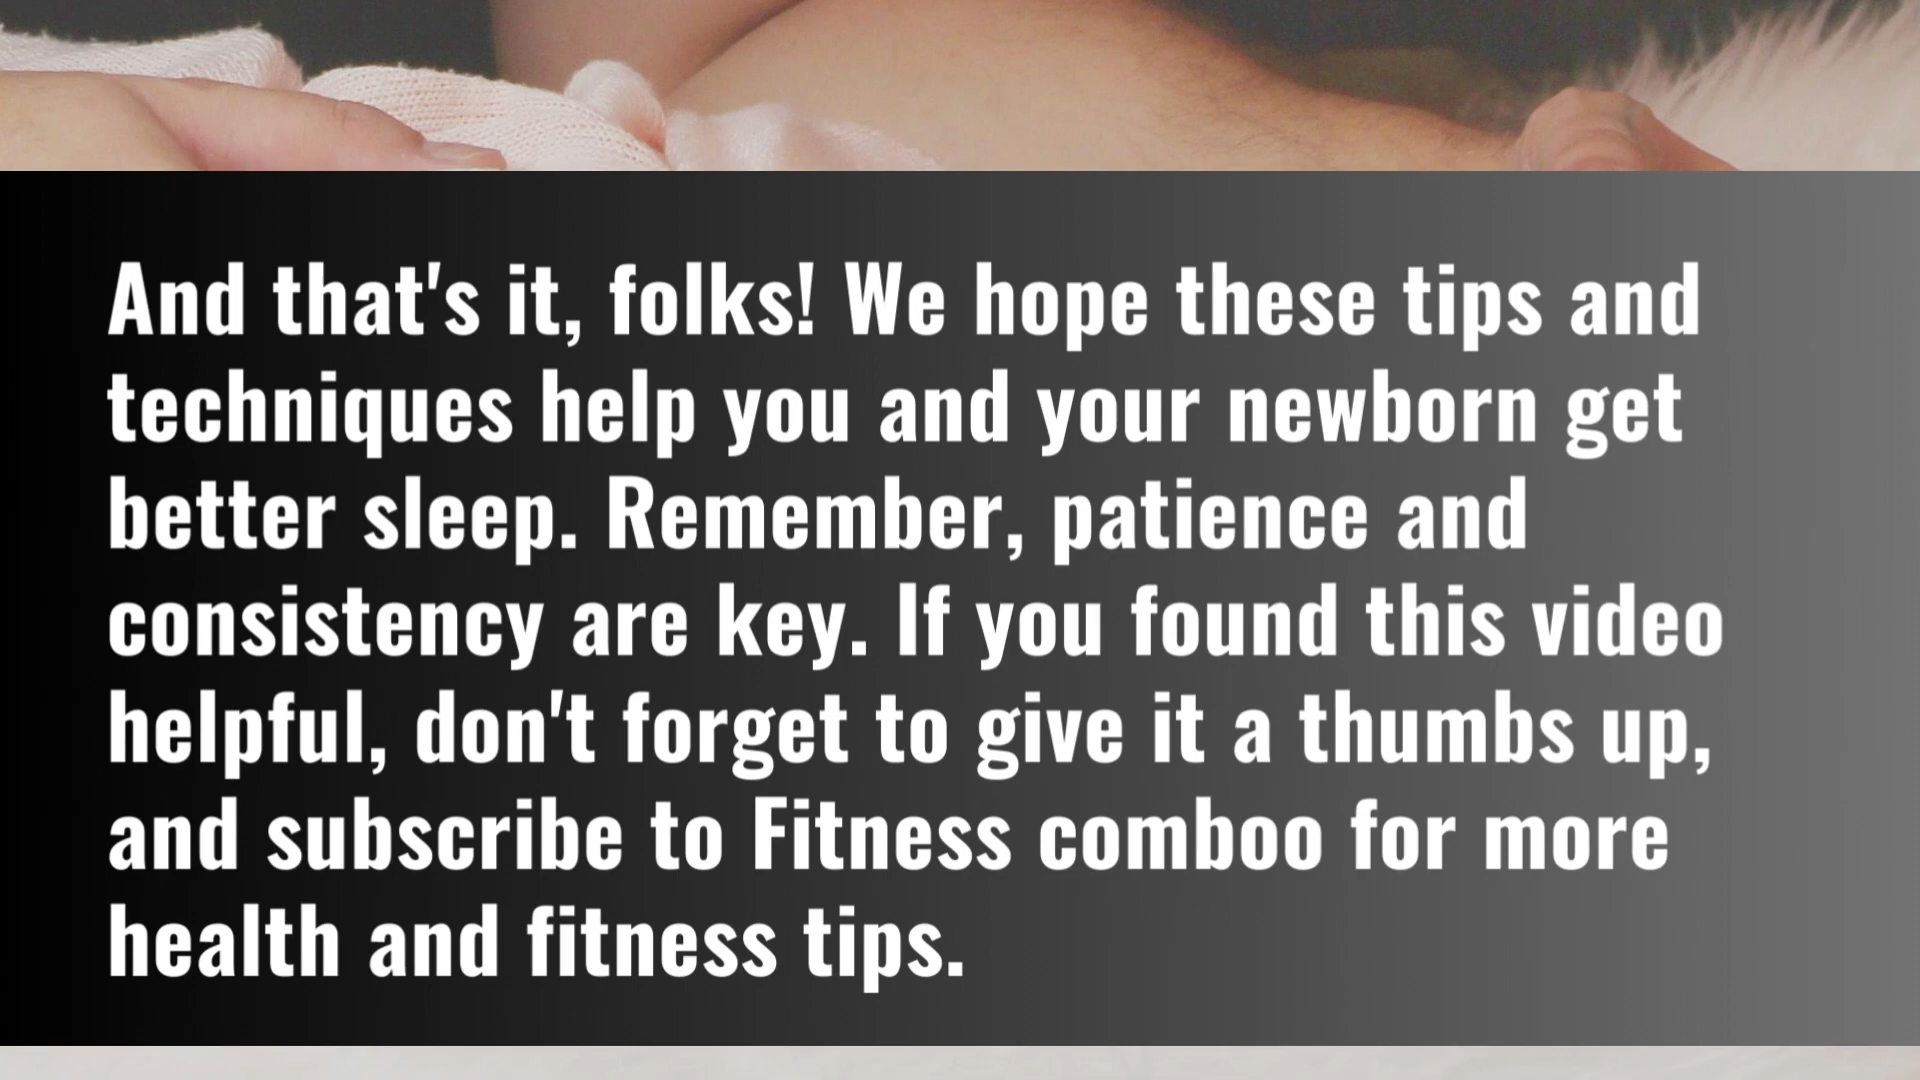 And that's it, folks! We hope these tips and
techniques help you and your newborn get
better sleep. Remember, patience and
consistency are key. If you found this video
helpful, don't forget to give it a thumbs up,
and subscribe to Fitness comboo for more
health and fitness tips.